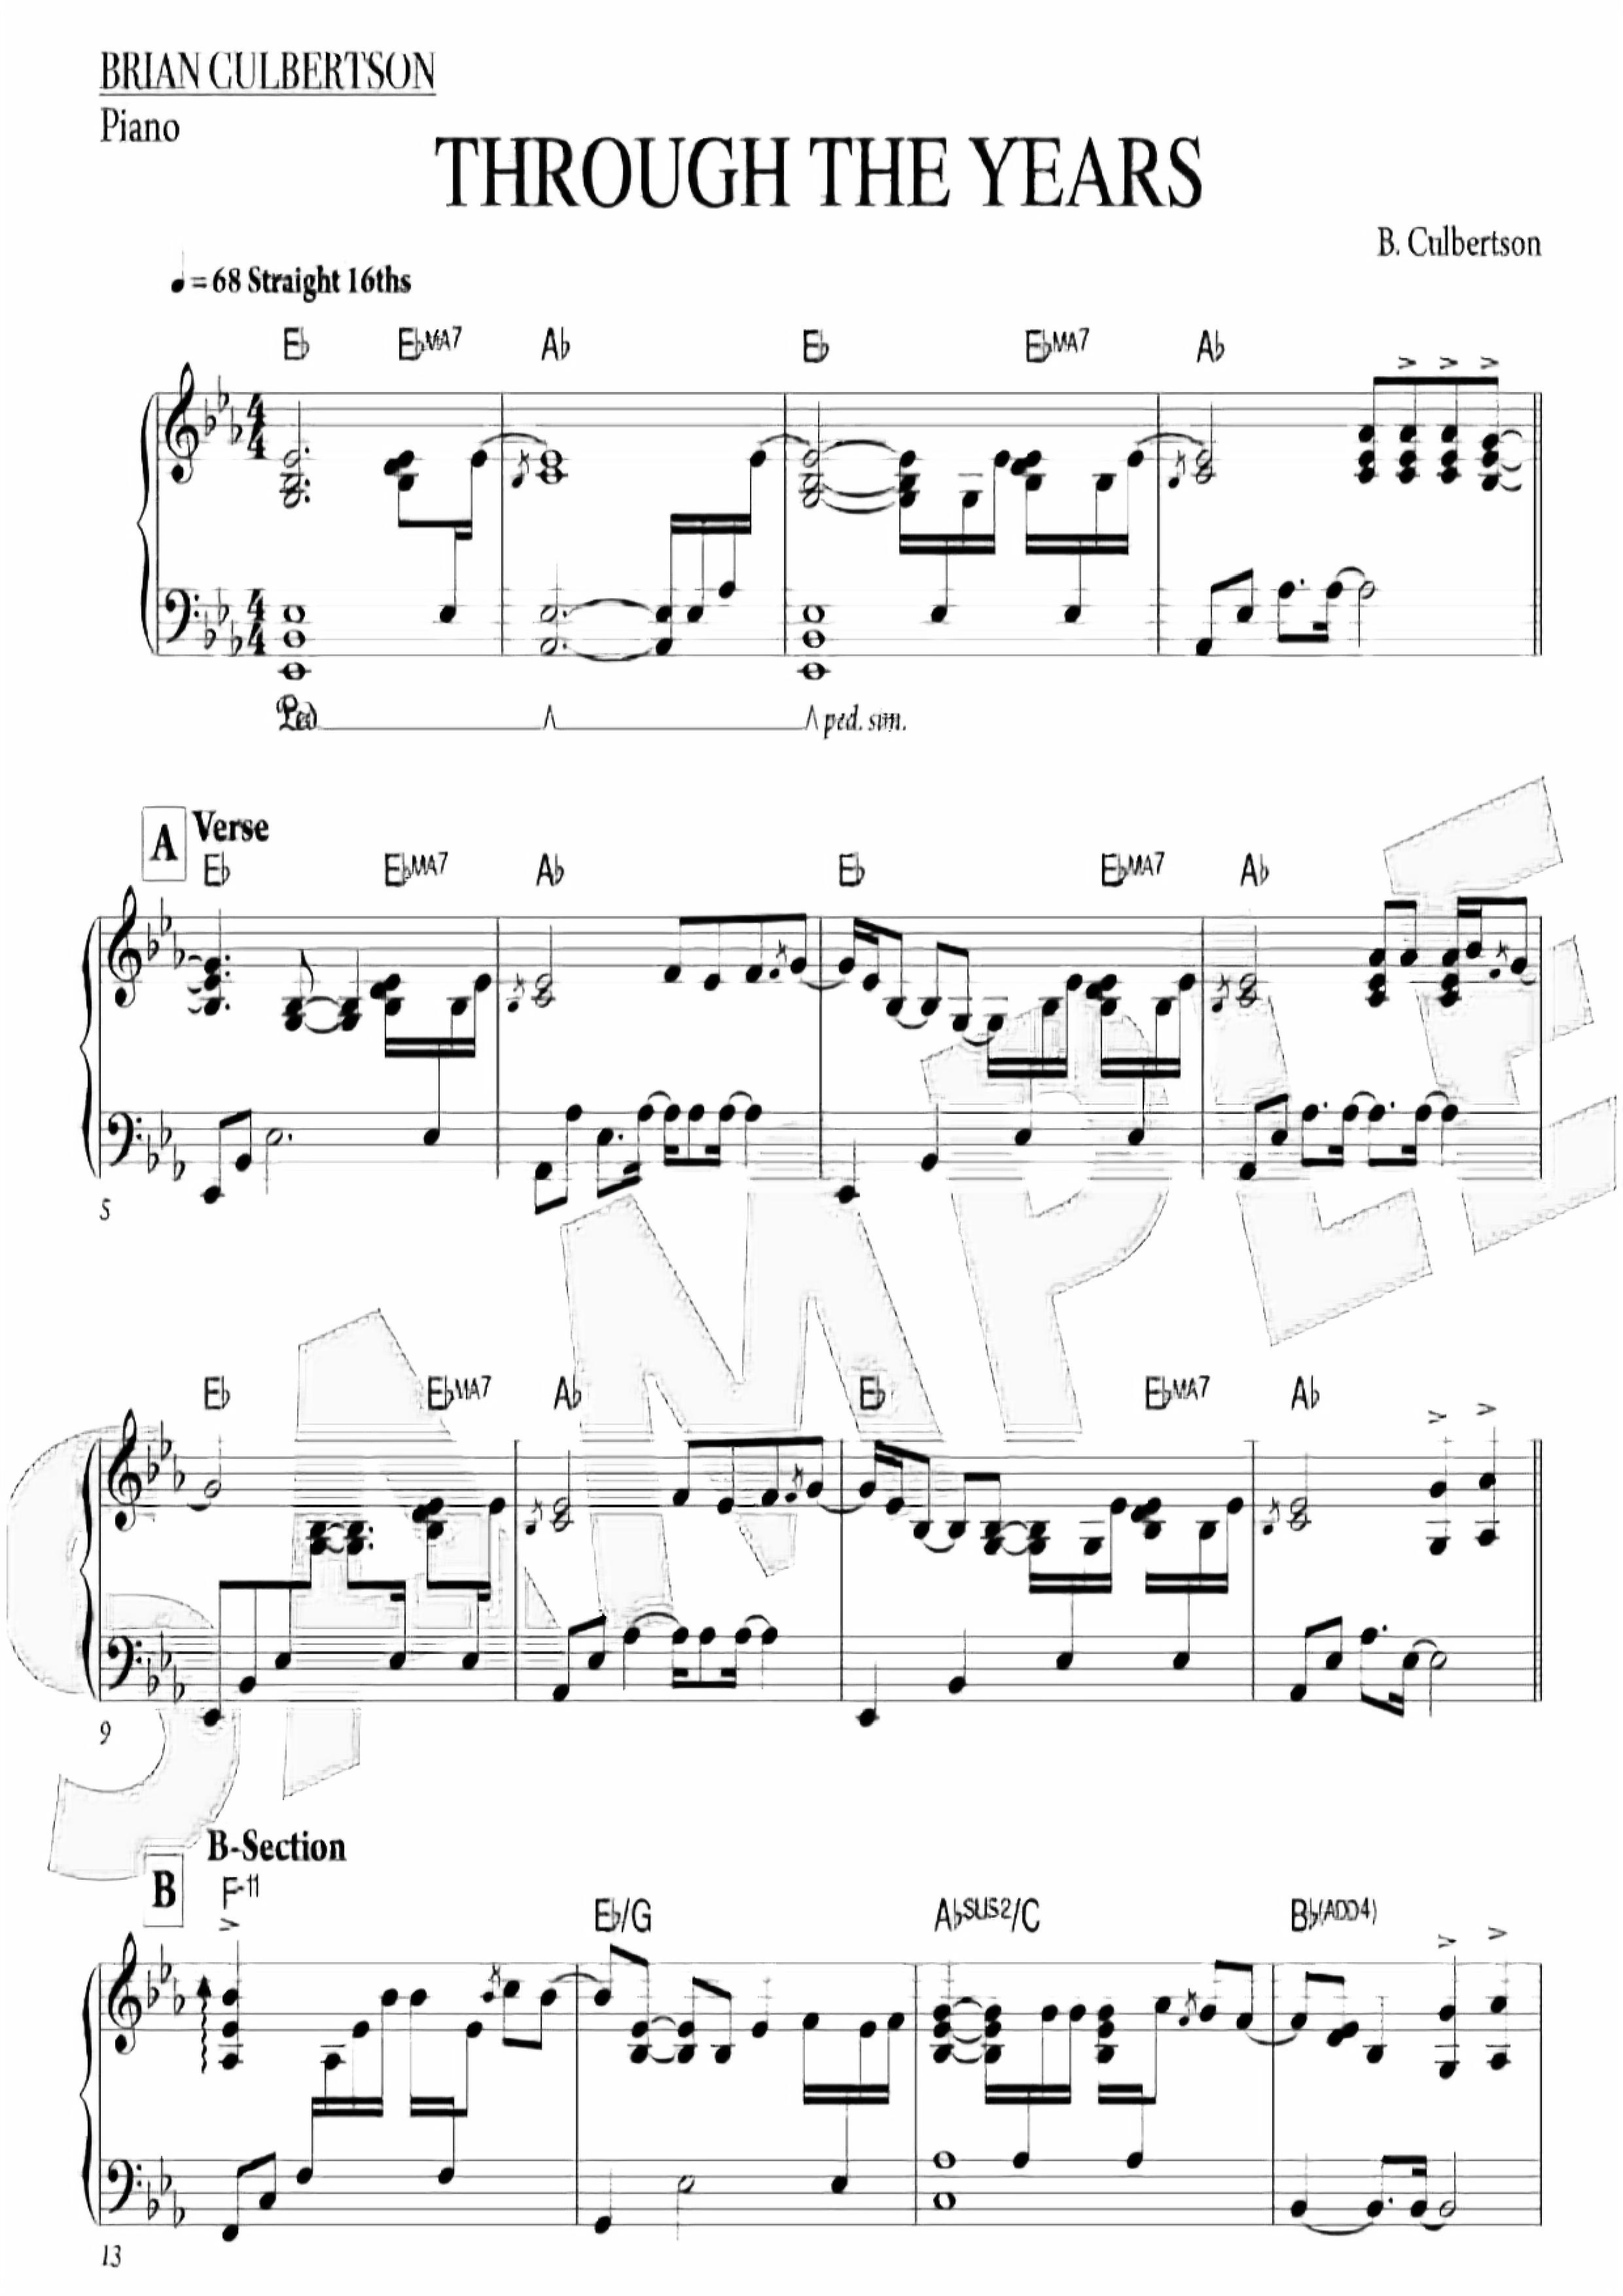 BRIAN CULBERTSON
Piano
THROUGH THE YEARS
B. Culbertson
♩ = 68 Straight 16ths
E♭ E♭MA7 A♭ E♭ E♭MA7 A♭
Ped ped. sim.
A Verse
E♭ E♭MA7 A♭ E♭ E♭MA7 A♭
5
E♭ E♭MA7 A♭ E♭ E♭MA7 A♭
9
SAMPLE
B-Section
B F-11 E♭/G A♭SUS2/C B♭(ADD4)
13